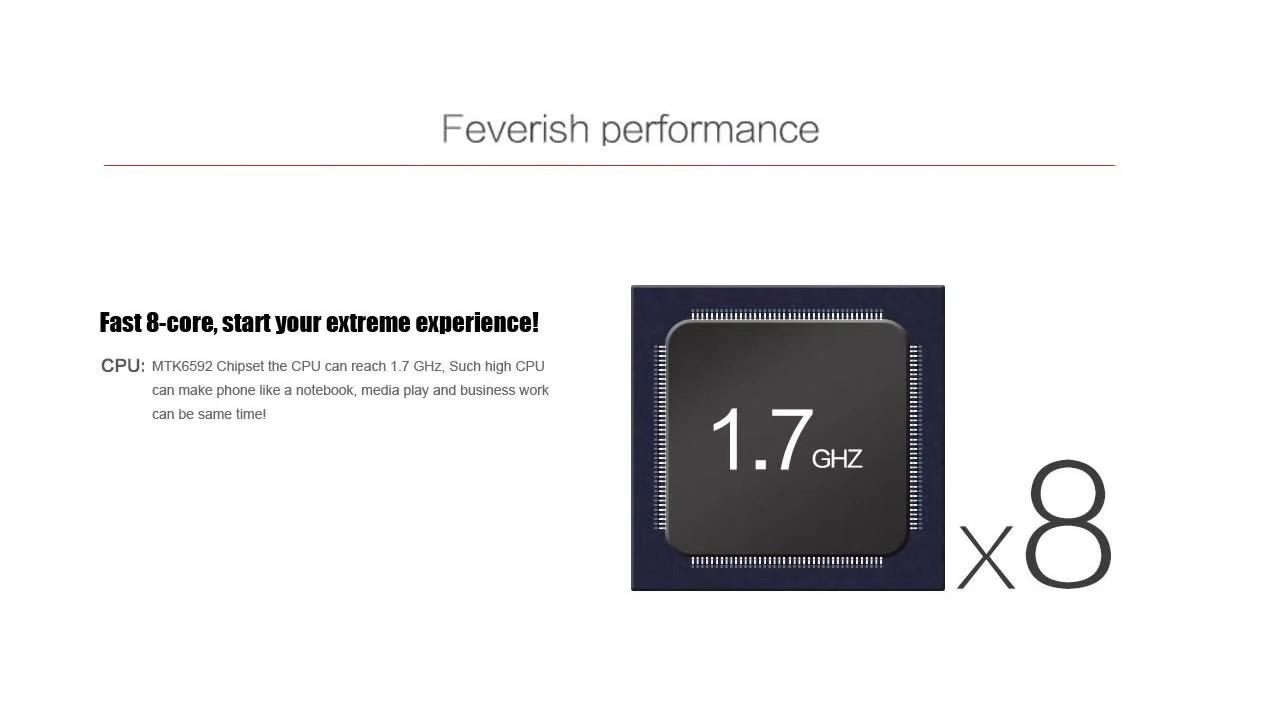 Feverish performance
Fast 8-core, start your extreme experience!
CPU: MTK6592 Chipset the CPU can reach 1.7 GHz, Such high CPU
can make phone like a notebook, media play and business work
can be same time!
1.7 GHZ
x8